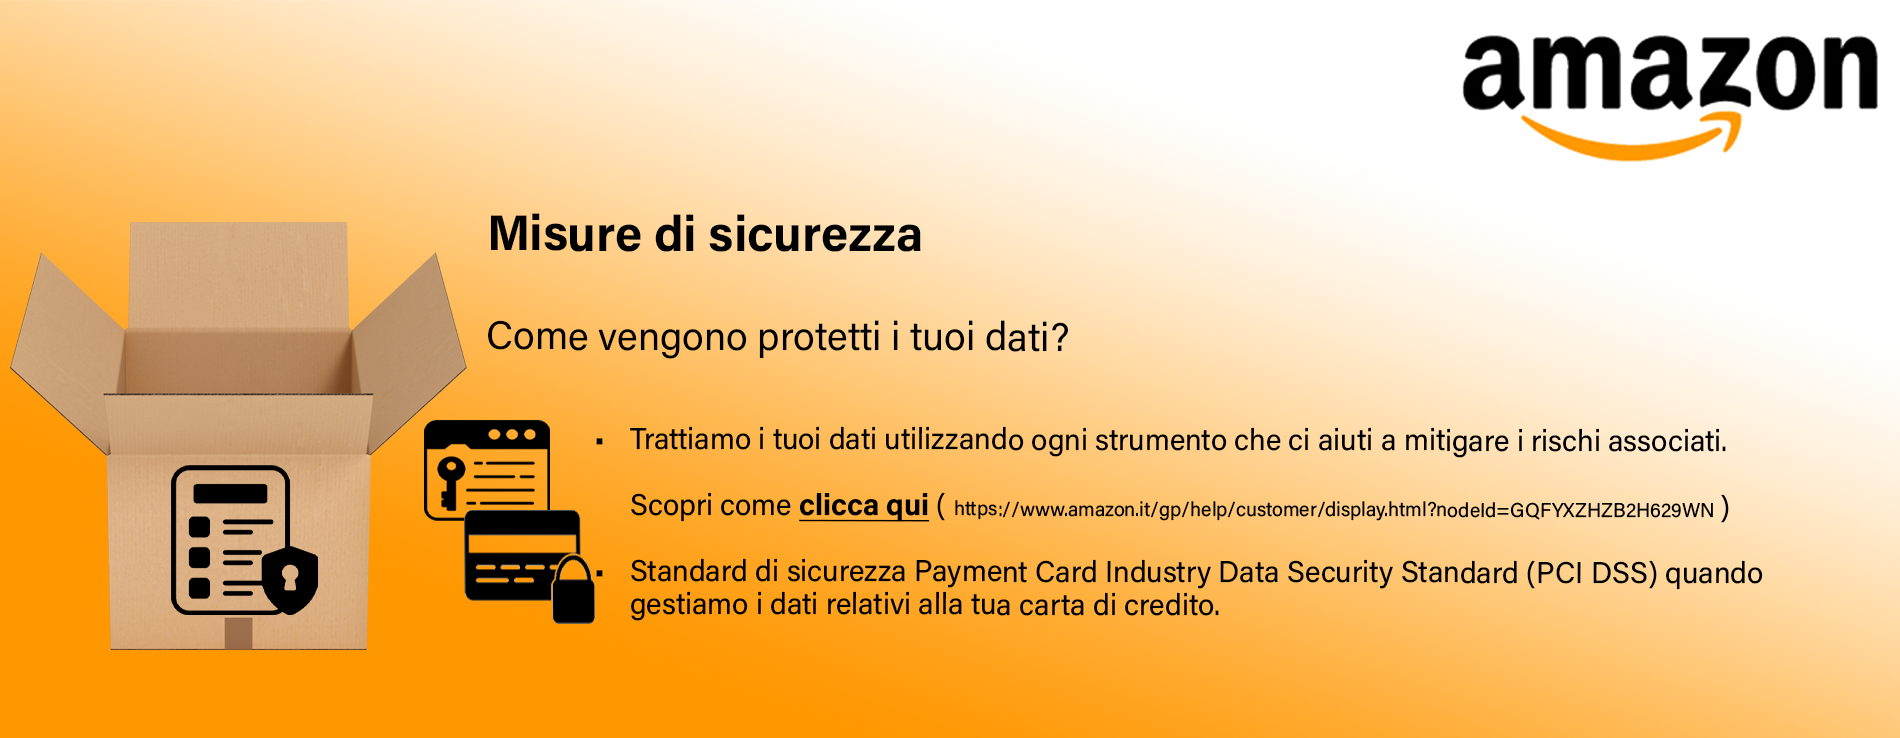 amazon
Misure di sicurezza
Come vengono protetti i tuoi dati?
▪ Trattiamo i tuoi dati utilizzando ogni strumento che ci aiuti a mitigare i rischi associati.
Scopri come clicca qui ( https://www.amazon.it/gp/help/customer/display.html?nodeId=GQFYXZHZB2H629WN )
▪ Standard di sicurezza Payment Card Industry Data Security Standard (PCI DSS) quando
gestiamo i dati relativi alla tua carta di credito.